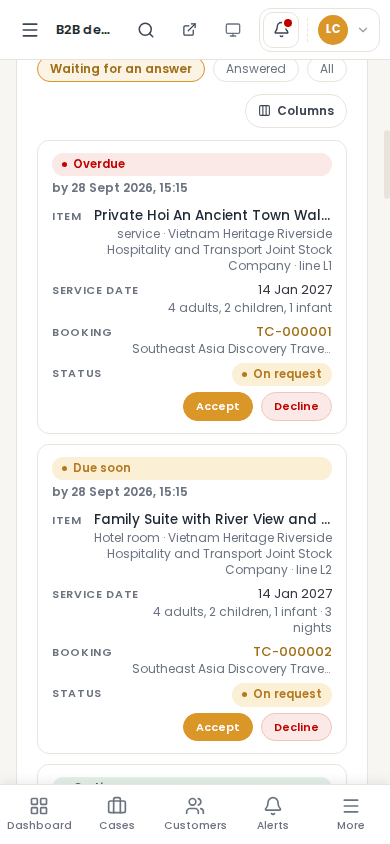 B2B de...
LC
Waiting for an answer
Answered
All
Columns
Overdue
by 28 Sept 2026, 15:15
ITEM
Private Hoi An Ancient Town Wal...
service · Vietnam Heritage Riverside
Hospitality and Transport Joint Stock
Company · line L1
SERVICE DATE
14 Jan 2027
4 adults, 2 children, 1 infant
BOOKING
TC-000001
Southeast Asia Discovery Trave...
STATUS
On request
Accept
Decline
Due soon
by 28 Sept 2026, 15:15
ITEM
Family Suite with River View and ...
Hotel room · Vietnam Heritage Riverside
Hospitality and Transport Joint Stock
Company · line L2
SERVICE DATE
14 Jan 2027
4 adults, 2 children, 1 infant · 3
nights
BOOKING
TC-000002
Southeast Asia Discovery Trave...
STATUS
On request
Accept
Decline
Dashboard
Cases
Customers
Alerts
More